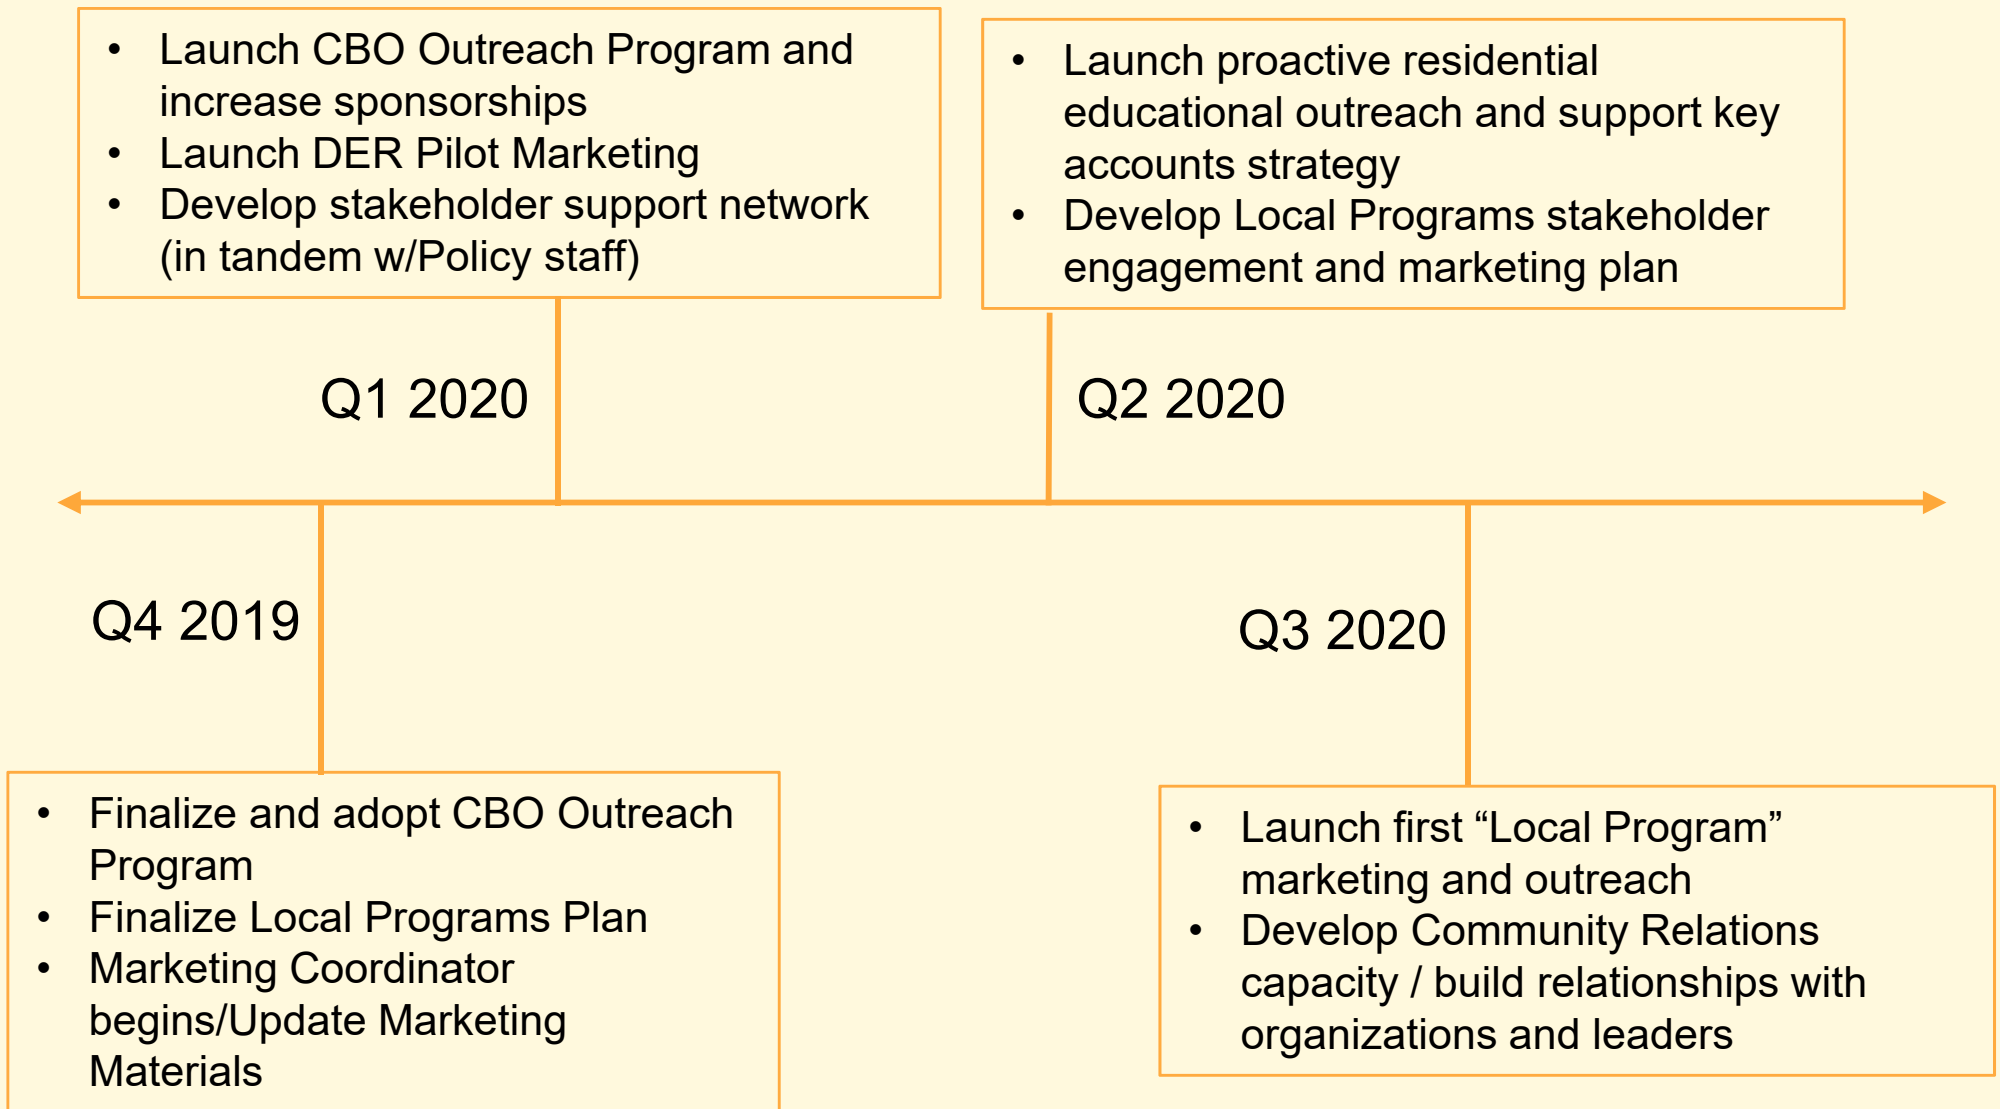 • Launch CBO Outreach Program and
increase sponsorships
• Launch DER Pilot Marketing
• Develop stakeholder support network
(in tandem w/Policy staff)
• Launch proactive residential
educational outreach and support key
accounts strategy
• Develop Local Programs stakeholder
engagement and marketing plan
Q1 2020
Q2 2020
Q4 2019
Q3 2020
• Finalize and adopt CBO Outreach
Program
• Finalize Local Programs Plan
• Marketing Coordinator
begins/Update Marketing
Materials
• Launch first “Local Program”
marketing and outreach
• Develop Community Relations
capacity / build relationships with
organizations and leaders